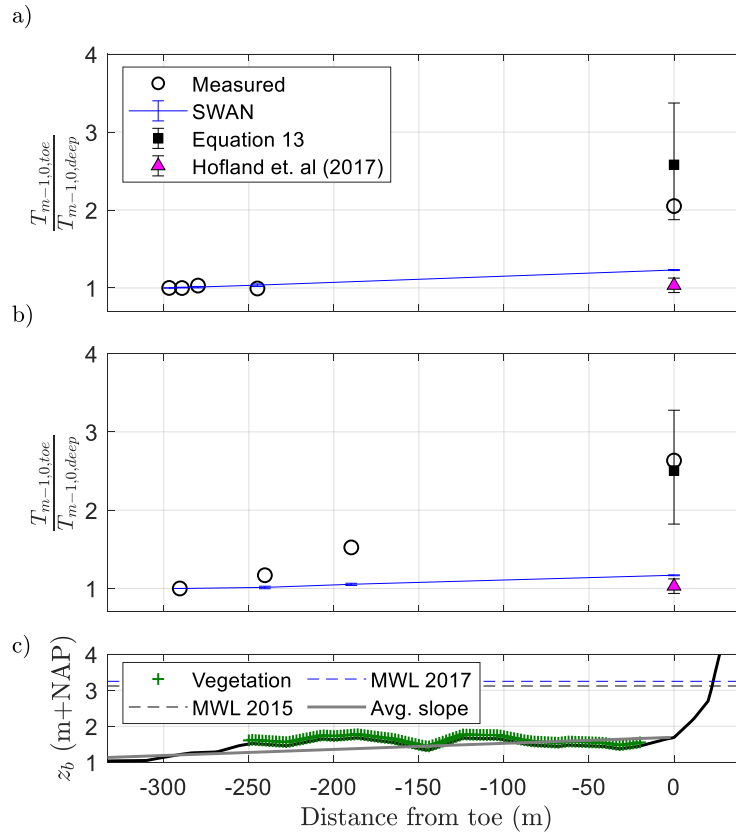 a)
4
3
2
1
T_{m−1,0,toe}
T_{m−1,0,deep}
Measured
SWAN
Equation 13
Hofland et. al (2017)
b)
4
3
2
1
T_{m−1,0,toe}
T_{m−1,0,deep}
c)
4
3
2
1
z_b (m+NAP)
Vegetation
MWL 2015
MWL 2017
Avg. slope
-300 -250 -200 -150 -100 -50 0
Distance from toe (m)